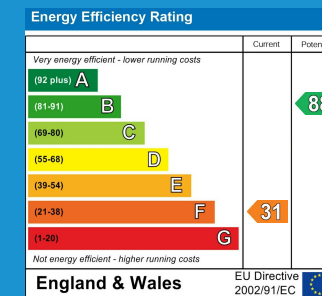 Energy Efficiency Rating
Current
Very energy efficient - lower running costs
(92 plus) A
(81-91) B
(69-80) C
(55-68) D
(39-54) E
(21-38) F 31
(1-20) G
Not energy efficient - higher running costs
England & Wales
EU Directive
2002/91/EC